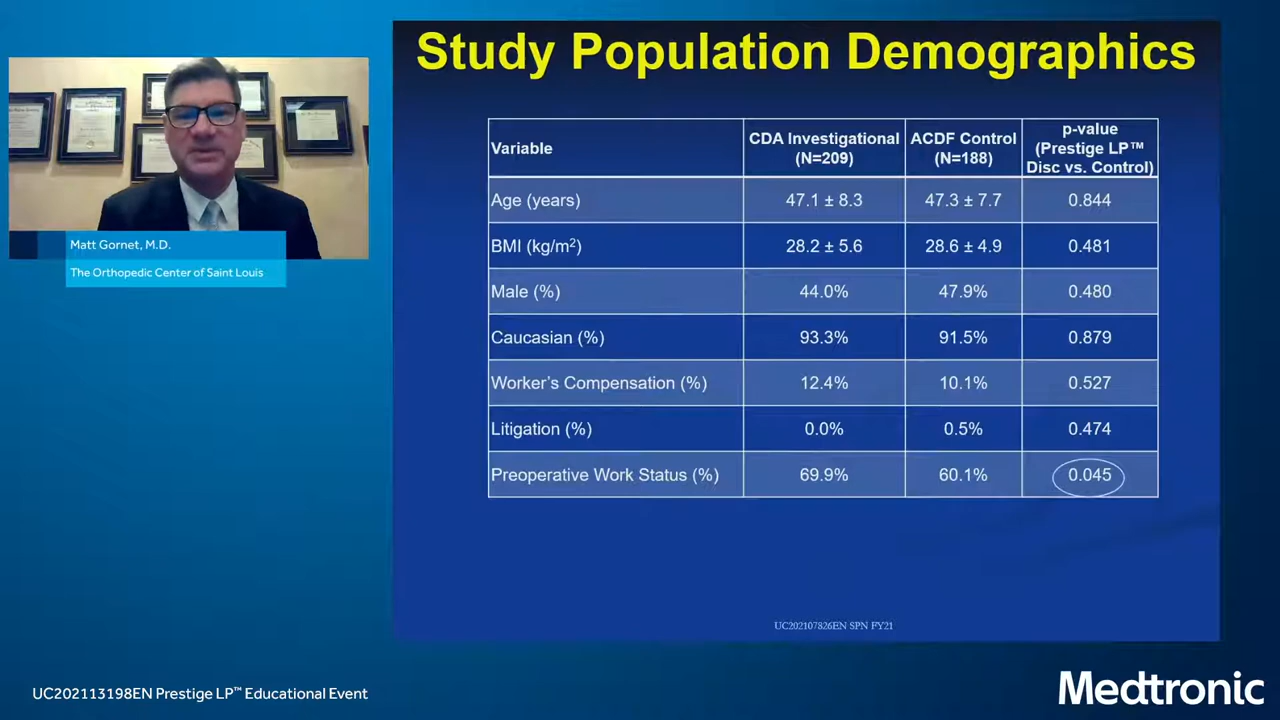 Study Population Demographics
Matt Gornet, M.D.
The Orthopedic Center of Saint Louis
Variable
CDA Investigational
(N=209)
ACDF Control
(N=188)
p-value
(Prestige LP™
Disc vs. Control)
Age (years) 47.1 ± 8.3 47.3 ± 7.7 0.844
BMI (kg/m²) 28.2 ± 5.6 28.6 ± 4.9 0.481
Male (%) 44.0% 47.9% 0.480
Caucasian (%) 93.3% 91.5% 0.879
Worker's Compensation (%) 12.4% 10.1% 0.527
Litigation (%) 0.0% 0.5% 0.474
Preoperative Work Status (%) 69.9% 60.1% 0.045
UC202107826EN SPN FY21
UC202113198EN Prestige LP™ Educational Event
Medtronic